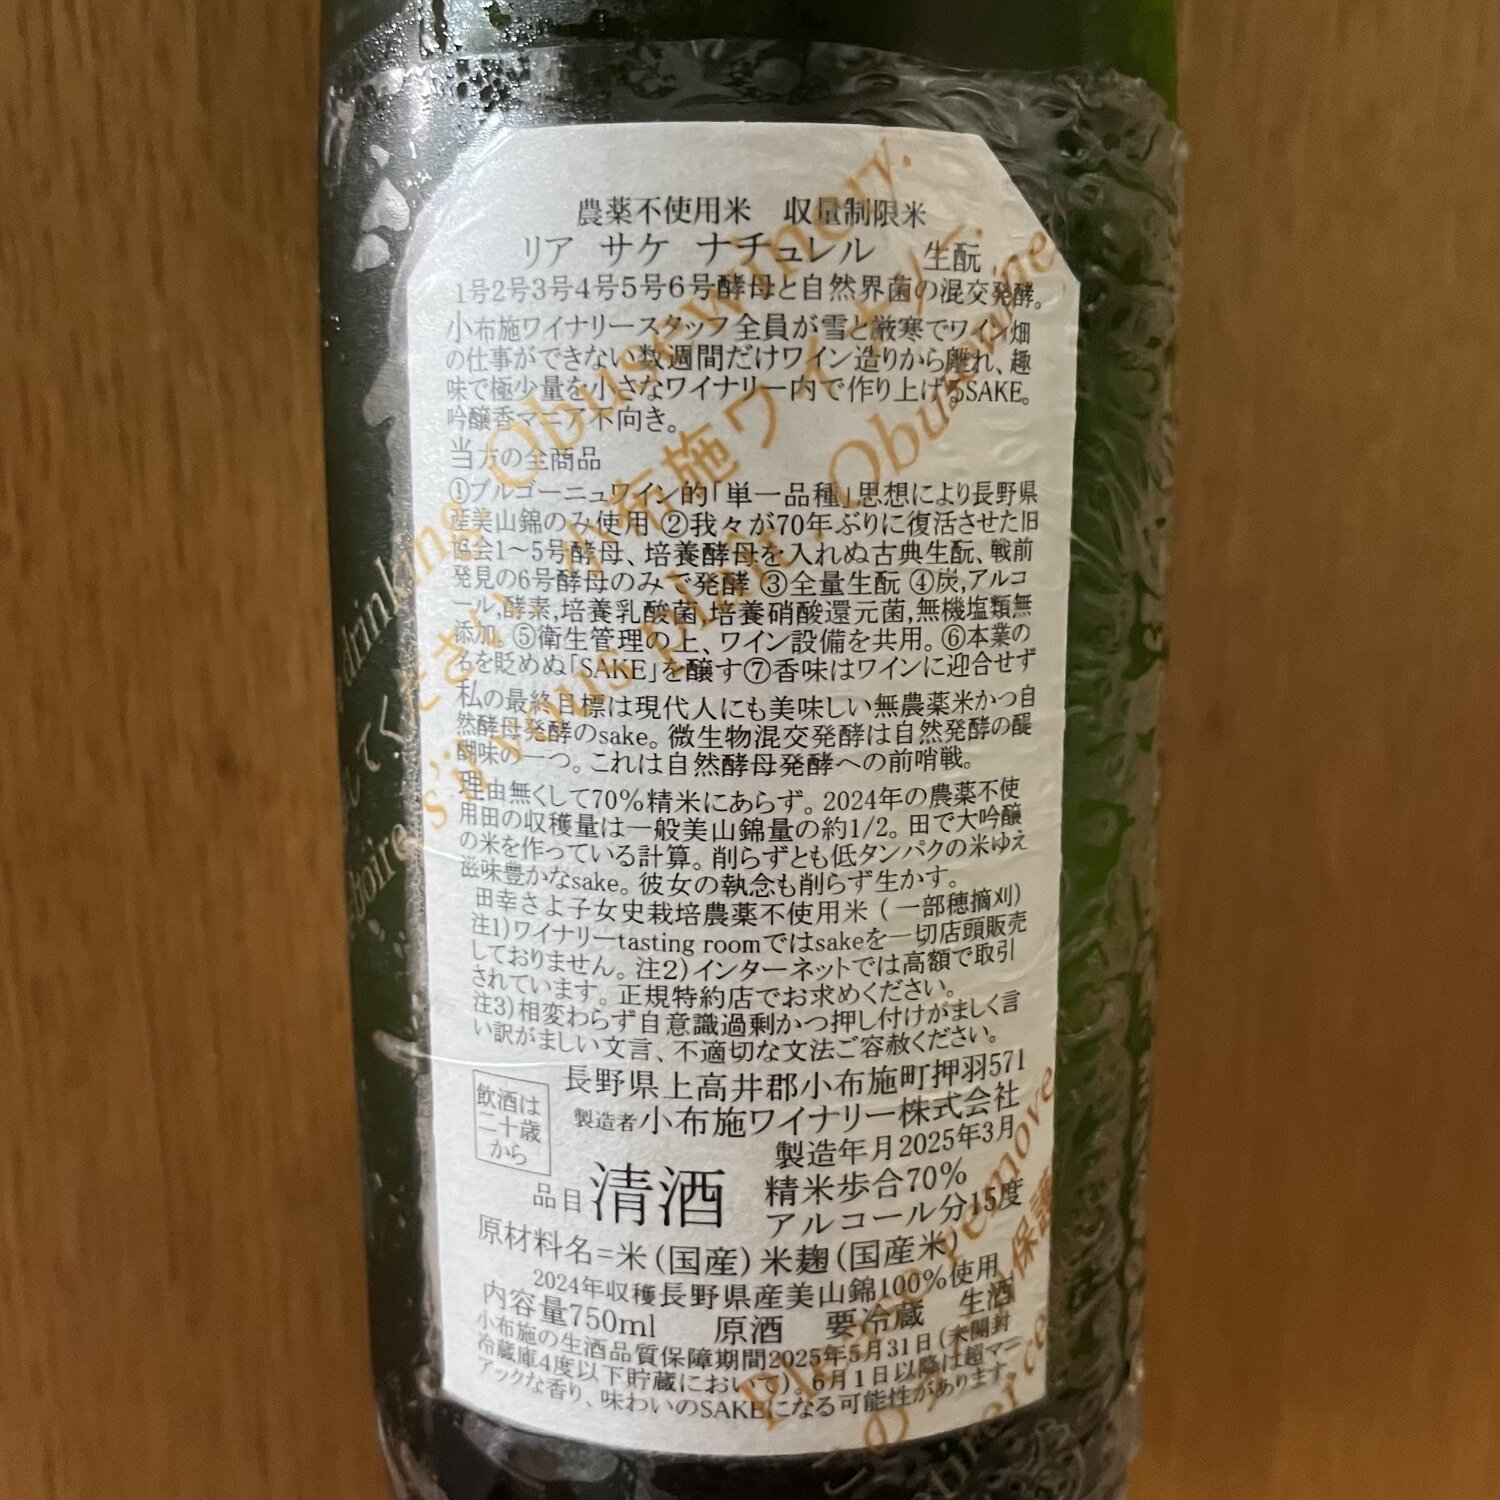 農薬不使用米 収量制限米
リア サケ ナチュレル 生酛
1号2号3号4号5号6号酵母と自然界菌の混交発酵。
小布施ワイナリースタッフ全員が雪と厳寒でワイン畑
の仕事ができない数週間だけワイン造りから離れ、趣
味で極少量を小さなワイナリー内で作り上げるSAKE。
吟醸香マニア不向き。
当方の全商品
①ブルゴーニュワイン的「単一品種」思想により長野県
産美山錦のみ使用 ②我々が70年ぶりに復活させた旧
協会1～5号酵母、培養酵母を入れぬ古典生酛、戦前
発見の6号酵母のみで発酵 ③全量生酛 ④炭,アルコ
ール,酵素,培養乳酸菌,培養硝酸還元菌,無機塩類無
添加。⑤衛生管理の上、ワイン設備を共用。⑥本業の
名を貶めぬ「SAKE」を醸す⑦香味はワインに迎合せず
私の最終目標は現代人にも美味しい無農薬米かつ自
然酵母発酵のsake。微生物混交発酵は自然発酵の醍
醐味の一つ。これは自然酵母発酵への前哨戦。
理由無くして70%精米にあらず。2024年の農薬不使
用田の収穫量は一般美山錦量の約1/2。田で大吟醸
の米を作っている計算。削らずとも低タンパクの米ゆえ
滋味豊かなsake。彼女の執念も削らず生かす。
田幸さよ子女史栽培農薬不使用米（一部穂摘刈）
注1)ワイナリーtasting roomではsakeを一切店頭販売
しておりません。注2)インターネットでは高額で取引
されています。正規特約店でお求めください。
注3)相変わらず自意識過剰かつ押し付けがましく言
い訳がましい文言、不適切な文法ご容赦ください。
長野県上高井郡小布施町押羽571
製造者 小布施ワイナリー株式会社
飲酒は
二十歳
から
製造年月2025年3月
品目 清酒 精米歩合70%
アルコール分15度
原材料名=米(国産)米麹(国産米)
2024年収穫長野県産美山錦100%使用
内容量750ml 原酒 要冷蔵 生酒
小布施の生酒品質保障期間2025年5月31日(未開封
冷蔵庫4度以下貯蔵において)。6月1日以降は超マニ
アックな香り、味わいのSAKEになる可能性があります。
Obusewinery.
小布施ワイナリー.
s'il vous plait. Obusewinery
drinking
boire
Please remove